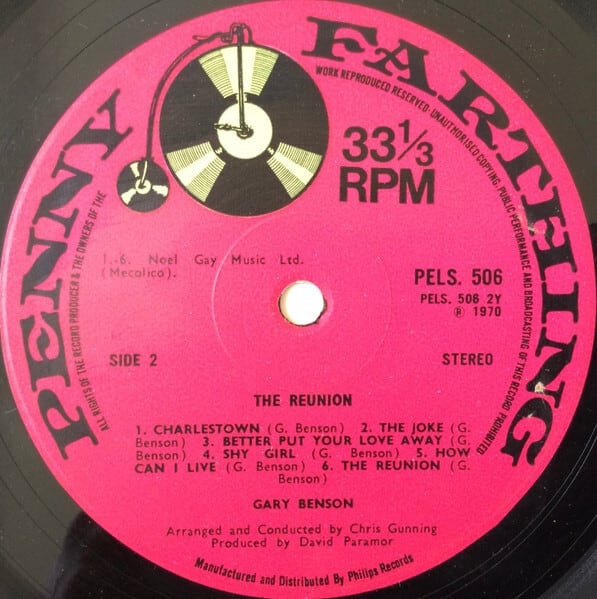 PENNY FARTHING
ALL RIGHTS OF THE RECORD PRODUCER & THE OWNERS OF THE
WORK REPRODUCED RESERVED·UNAUTHORISED COPYING, PUBLIC PERFORMANCE AND BROADCASTING OF THIS RECORD PROHIBITED
33 1/3
RPM
1.-6. Noel Gay Music Ltd.
(Mecolico).
PELS. 506
PELS. 506 2Y
℗ 1970
SIDE 2
STEREO
THE REUNION
1. CHARLESTOWN (G. Benson) 2. THE JOKE (G.
Benson) 3. BETTER PUT YOUR LOVE AWAY (G.
Benson) 4. SHY GIRL (G. Benson) 5. HOW
CAN I LIVE (G. Benson) 6. THE REUNION (G.
Benson)
GARY BENSON
Arranged and Conducted by Chris Gunning
Produced by David Paramor
Manufactured and Distributed By Philips Records